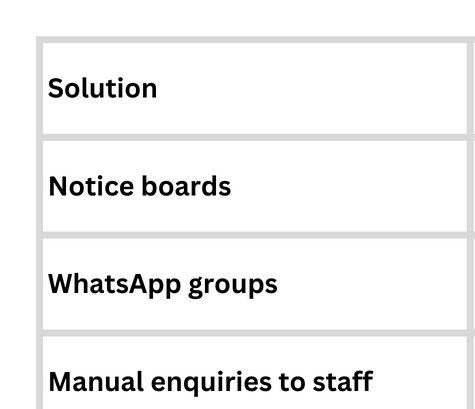 Solution
Notice boards
WhatsApp groups
Manual enquiries to staff